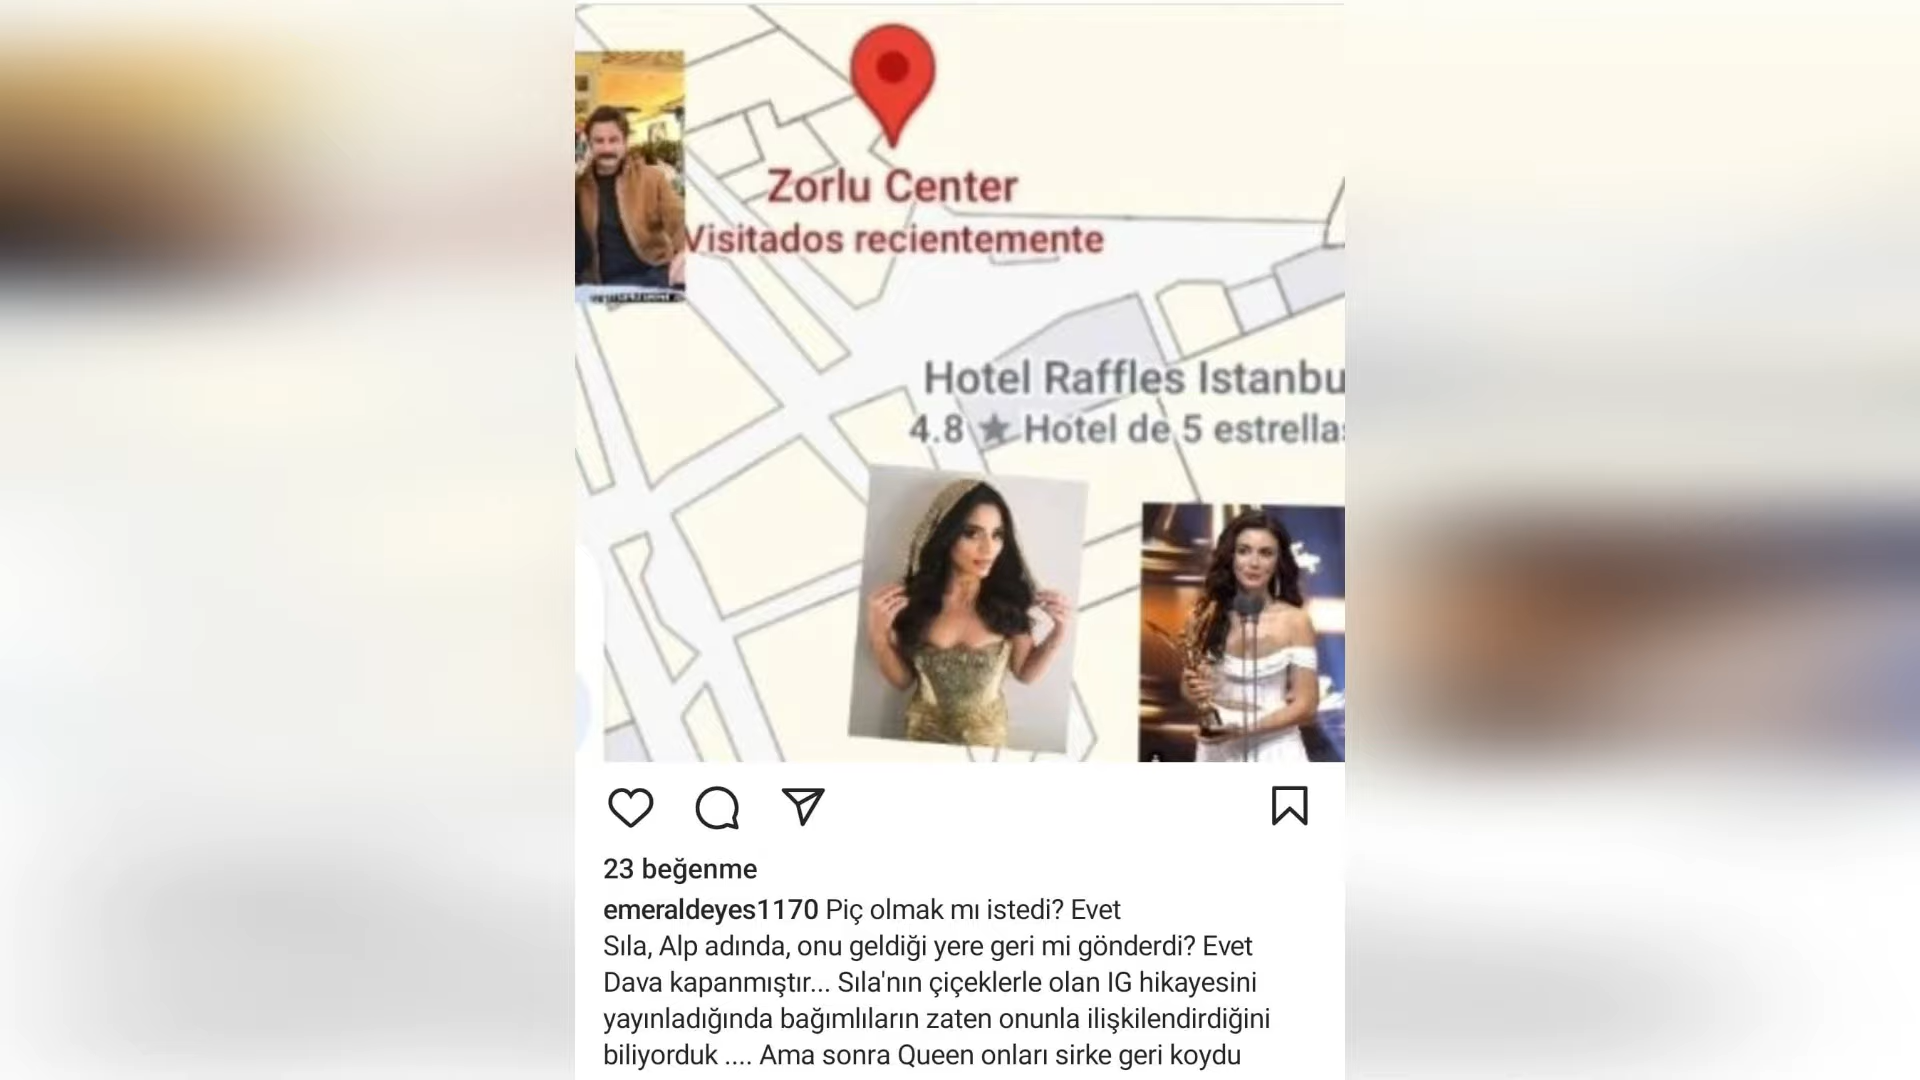 Zorlu Center
Visitados recientemente
Hotel Raffles Istanbu
4.8 ★ Hotel de 5 estrellas
23 beğenme
emeraldeyes1170 Piç olmak mı istedi? Evet
Sıla, Alp adında, onu geldiği yere geri mi gönderdi? Evet
Dava kapanmıştır... Sıla'nın çiçeklerle olan IG hikayesini
yayınladığında bağımlıların zaten onunla ilişkilendirdiğini
biliyorduk .... Ama sonra Queen onları sirke geri koydu